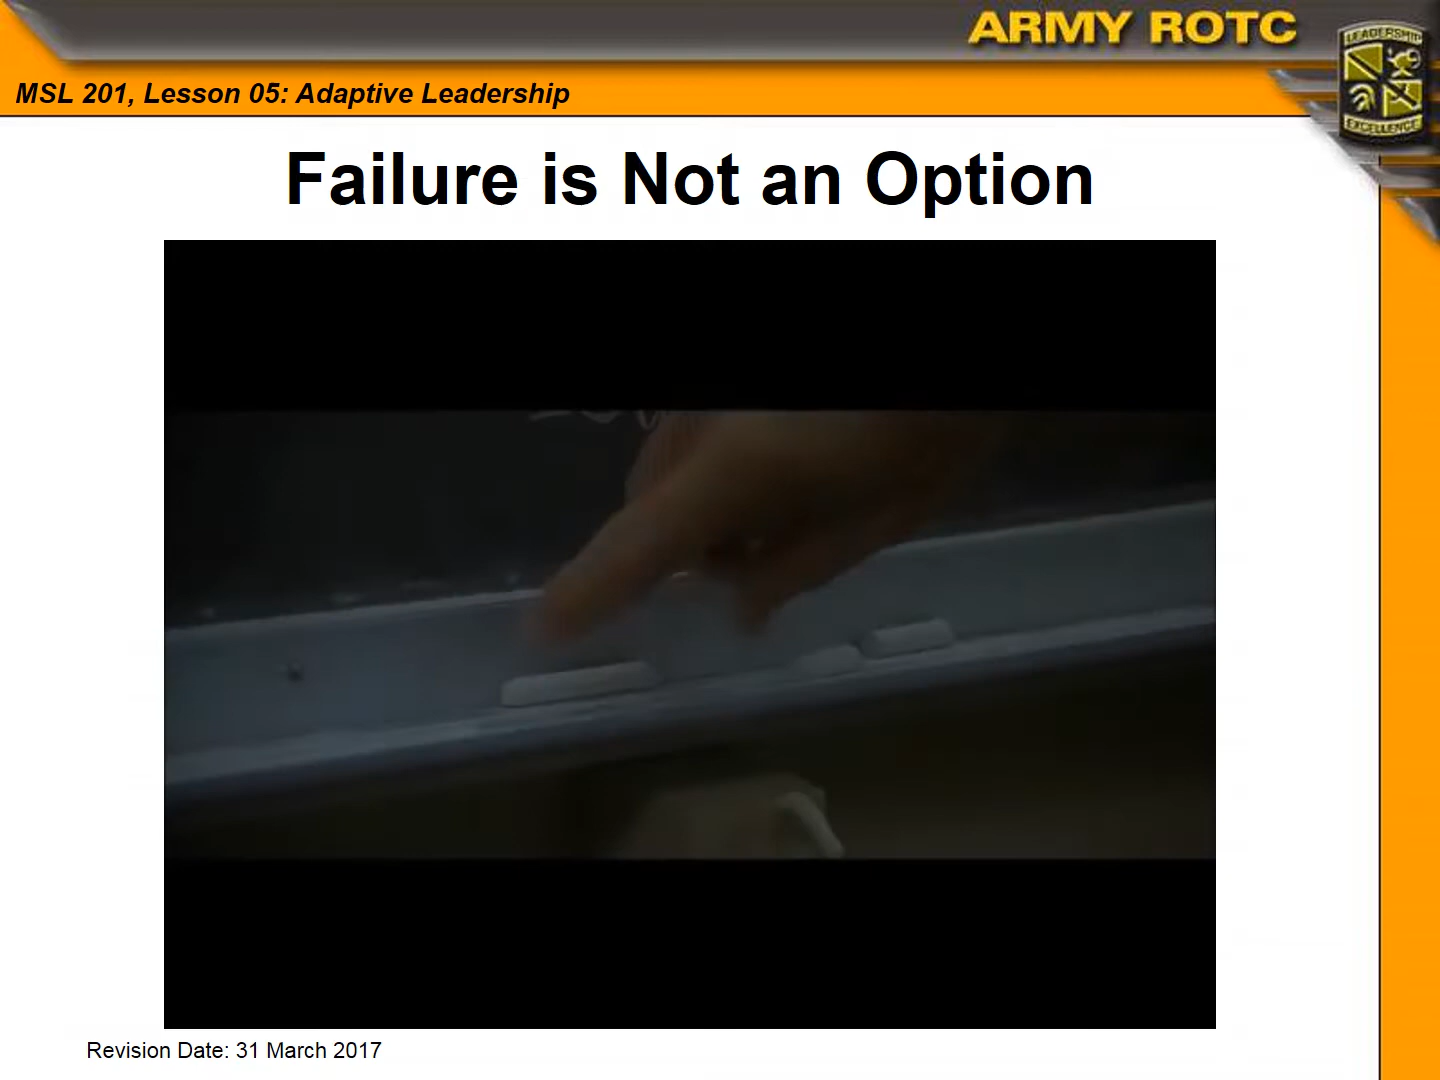 ARMY ROTC
LEADERSHIP
EXCELLENCE
MSL 201, Lesson 05: Adaptive Leadership
Failure is Not an Option
Revision Date: 31 March 2017